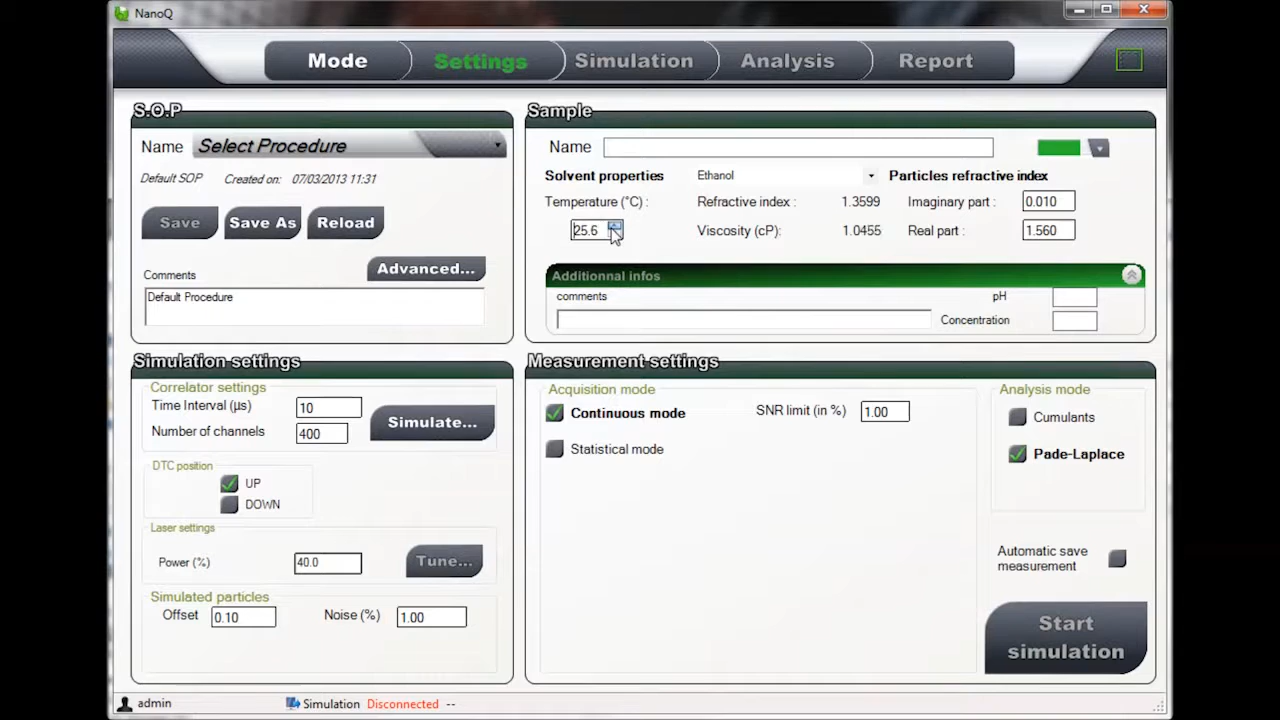 NanoQ
Mode
Settings
Simulation
Analysis
Report
S.O.P
Name
Select Procedure
Default SOP
Created on: 07/03/2013 11:31
Save
Save As
Reload
Advanced...
Comments
Default Procedure
Sample
Name
Solvent properties
Ethanol
Particles refractive index
Temperature (°C) :
Refractive index :
1.3599
Imaginary part :
0.010
25.6
Viscosity (cP):
1.0455
Real part :
1.560
Additionnal infos
comments
pH
Concentration
Simulation settings
Correlator settings
Time Interval (µs)
10
Number of channels
400
Simulate...
DTC position
UP
DOWN
Laser settings
Power (%)
40.0
Tune...
Simulated particles
Offset
0.10
Noise (%)
1.00
Measurement settings
Acquisition mode
Continuous mode
SNR limit (in %)
1.00
Statistical mode
Analysis mode
Cumulants
Pade-Laplace
Automatic save
measurement
Start
simulation
admin
Simulation
Disconnected
--